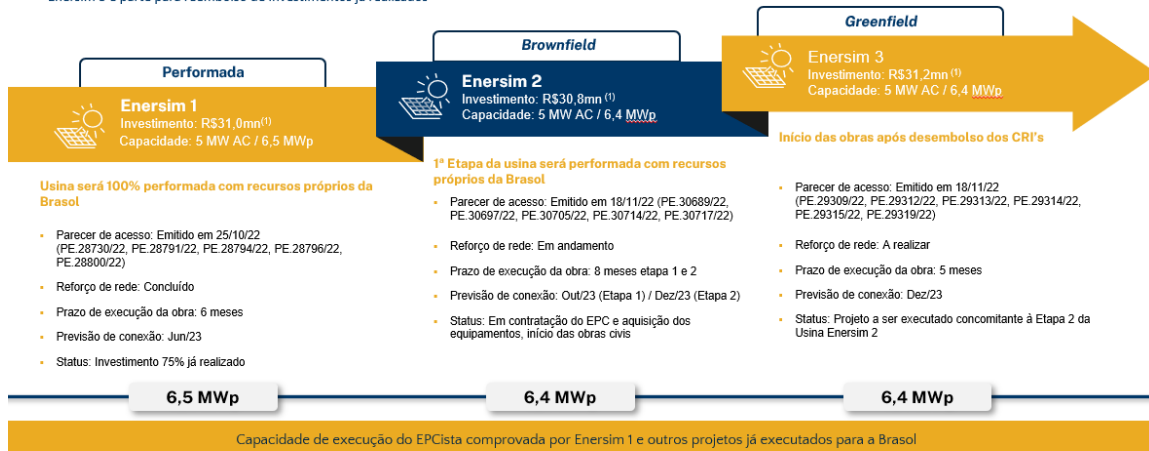 Enersim 3 e parte para reembolso de investimentos já realizados
Performada
Enersim 1
Investimento: R$31,0mn(1)
Capacidade: 5 MW AC / 6,5 MWp
Usina será 100% performada com recursos próprios da
Brasol
▪ Parecer de acesso: Emitido em 25/10/22
(PE.28730/22, PE.28791/22, PE.28794/22, PE.28796/22,
PE.28800/22)
▪ Reforço de rede: Concluído
▪ Prazo de execução da obra: 6 meses
▪ Previsão de conexão: Jun/23
▪ Status: Investimento 75% já realizado
6,5 MWp
Brownfield
Enersim 2
Investimento: R$30,8mn (1)
Capacidade: 5 MW AC / 6,4 MWp
1ª Etapa da usina será performada com recursos
próprios da Brasol
▪ Parecer de acesso: Emitido em 18/11/22 (PE.30689/22,
PE.30697/22, PE.30705/22, PE.30714/22, PE.30717/22)
▪ Reforço de rede: Em andamento
▪ Prazo de execução da obra: 8 meses etapa 1 e 2
▪ Previsão de conexão: Out/23 (Etapa 1) / Dez/23 (Etapa 2)
▪ Status: Em contratação do EPC e aquisição dos
equipamentos, início das obras civis
6,4 MWp
Greenfield
Enersim 3
Investimento: R$31,2mn (1)
Capacidade: 5 MW AC / 6,4 MWp
Início das obras após desembolso dos CRI's
▪ Parecer de acesso: Emitido em 18/11/22
(PE.29309/22, PE.29312/22, PE.29313/22, PE.29314/22,
PE.29315/22, PE.29319/22)
▪ Reforço de rede: A realizar
▪ Prazo de execução da obra: 5 meses
▪ Previsão de conexão: Dez/23
▪ Status: Projeto a ser executado concomitante à Etapa 2 da
Usina Enersim 2
6,4 MWp
Capacidade de execução do EPCista comprovada por Enersim 1 e outros projetos já executados para a Brasol